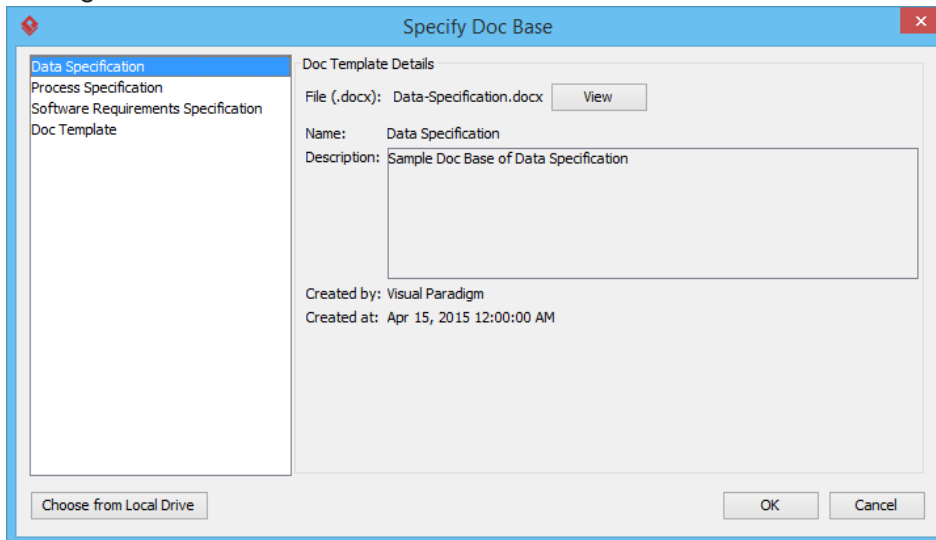 Specify Doc Base
Data Specification
Process Specification
Software Requirements Specification
Doc Template
Doc Template Details
File (.docx): Data-Specification.docx View
Name: Data Specification
Description: Sample Doc Base of Data Specification
Created by: Visual Paradigm
Created at: Apr 15, 2015 12:00:00 AM
Choose from Local Drive
OK Cancel